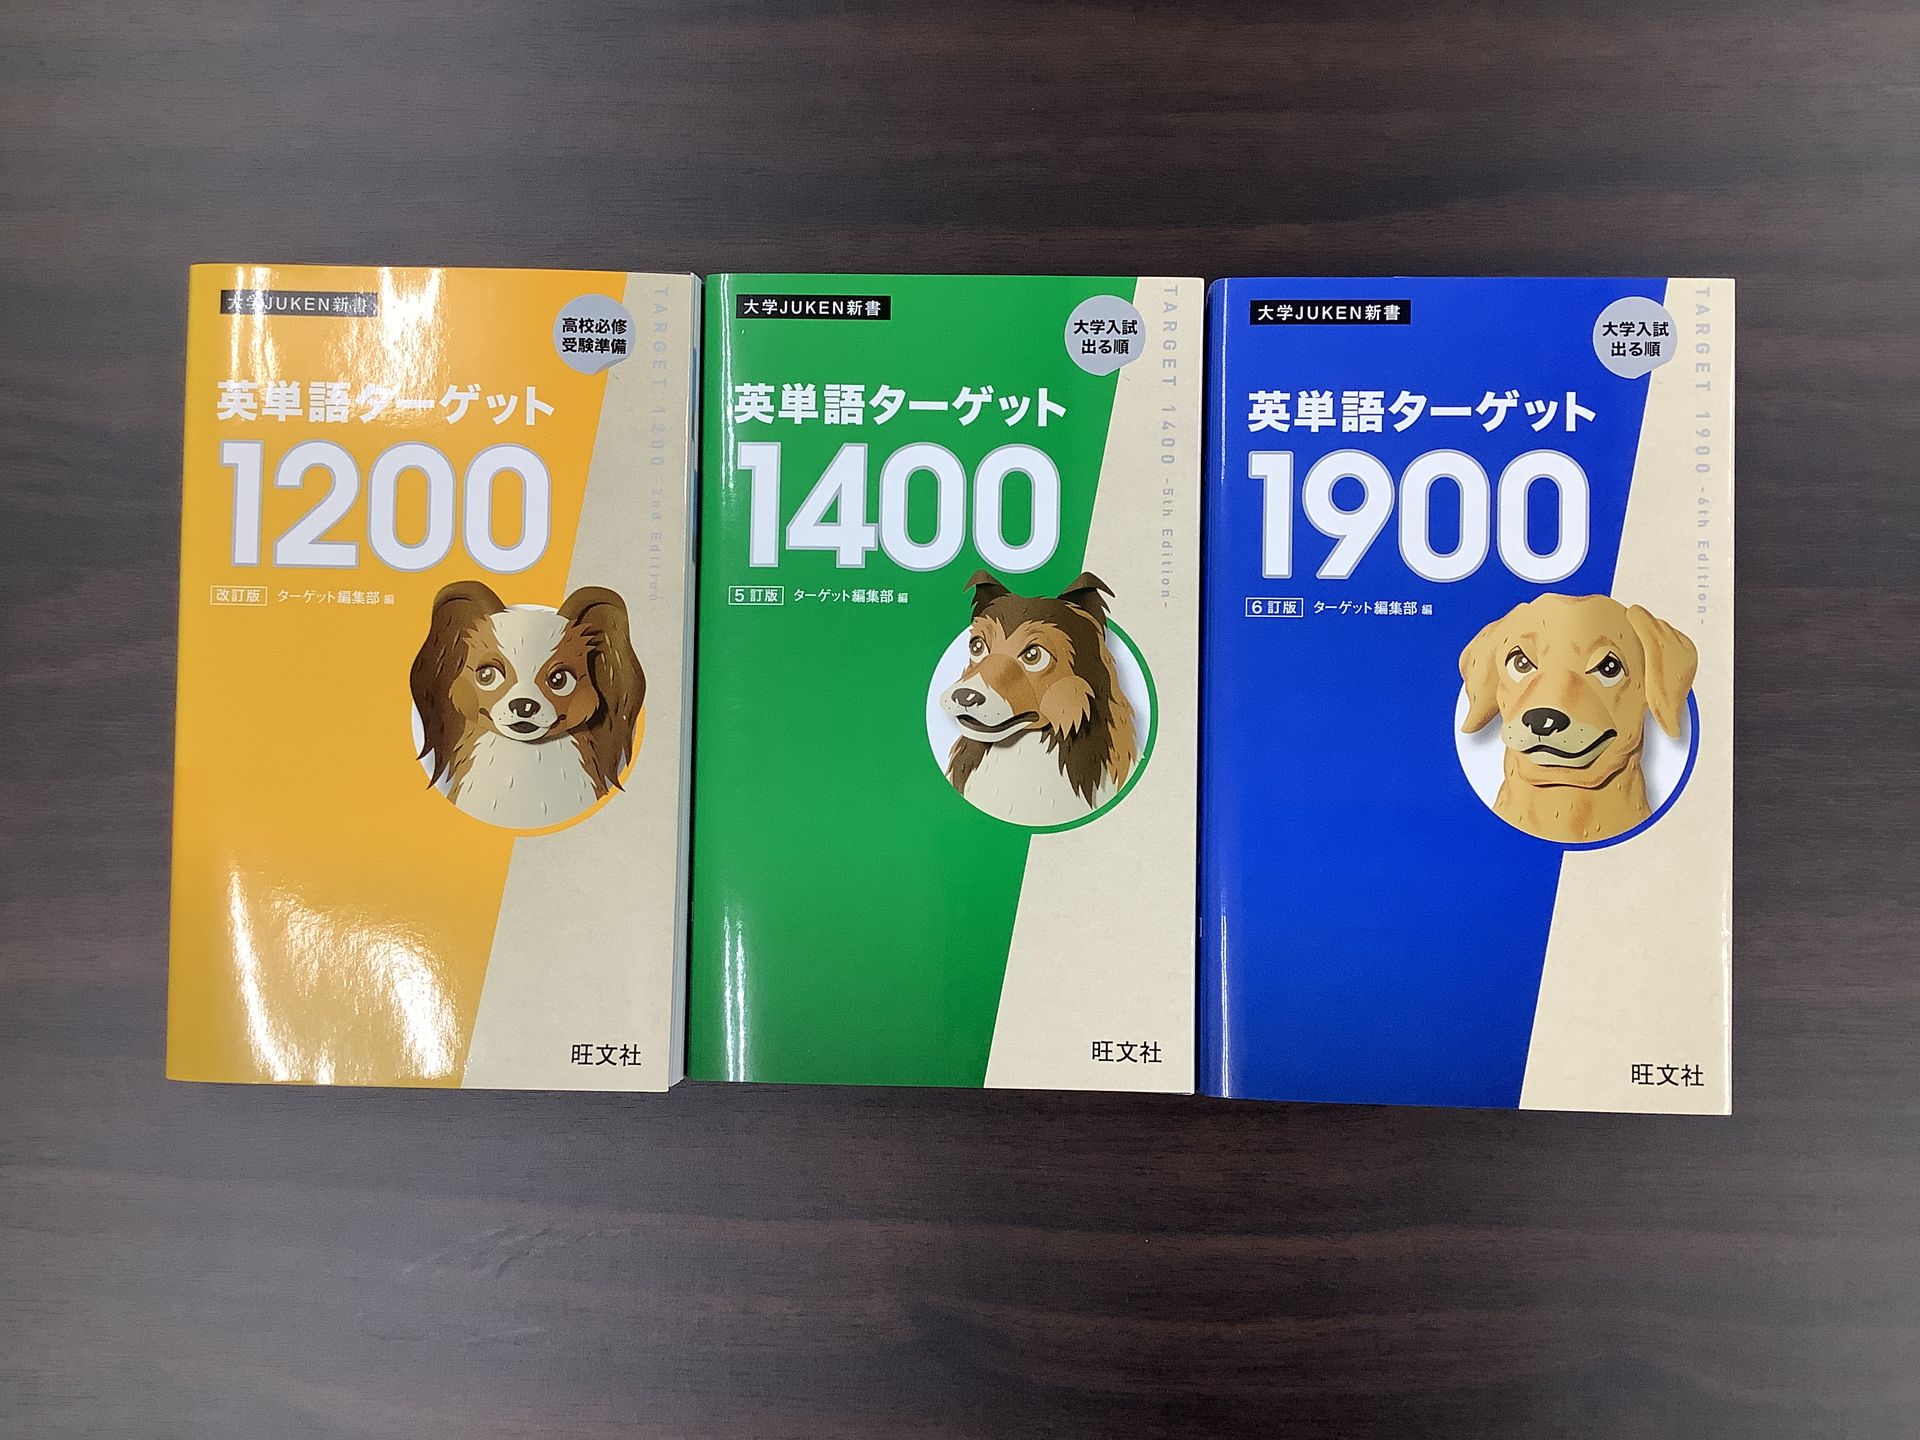 大学JUKEN新書
高校必修
受験準備
TARGET 1200 -2nd Edition-
英単語ターゲット
1200
改訂版 ターゲット編集部 編
旺文社
大学JUKEN新書
大学入試
出る順
TARGET 1400 -5th Edition-
英単語ターゲット
1400
5訂版 ターゲット編集部 編
旺文社
大学JUKEN新書
大学入試
出る順
TARGET 1900 -6th Edition-
英単語ターゲット
1900
6訂版 ターゲット編集部 編
旺文社